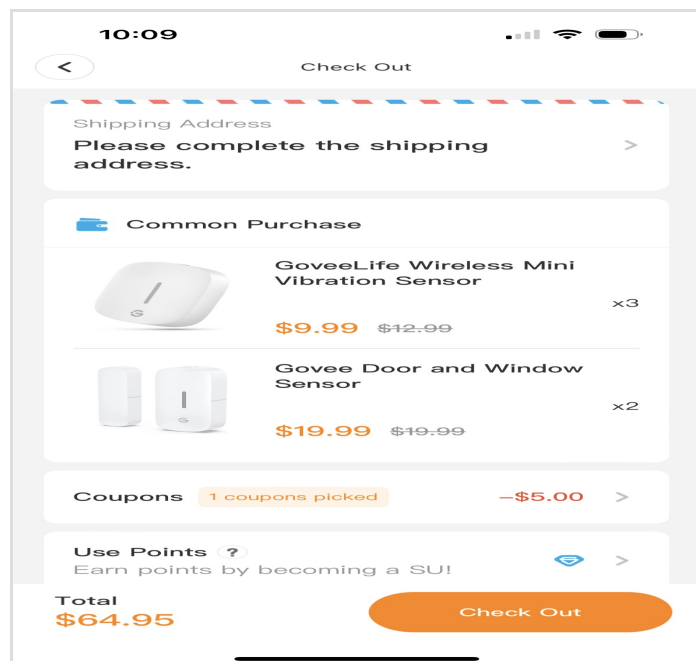 10:09
Check Out
Shipping Address
Please complete the shipping
address.
Common Purchase
GoveeLife Wireless Mini
Vibration Sensor
x3
$9.99 $12.99
Govee Door and Window
Sensor
x2
$19.99 $19.99
Coupons 1 coupons picked -$5.00
Use Points ?
Earn points by becoming a SU!
Total
$64.95
Check Out